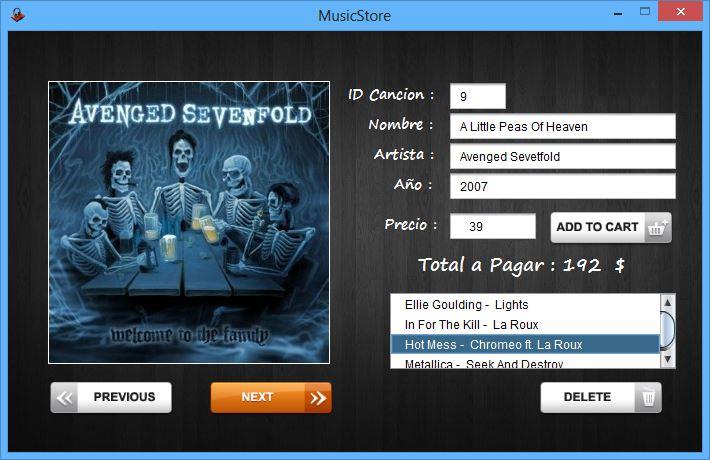 MusicStore
AVENGED SEVENFOLD
welcome to the family
ID Cancion : 9
Nombre : A Little Peas Of Heaven
Artista : Avenged Sevetfold
Año : 2007
Precio : 39 ADD TO CART
Total a Pagar : 192 $
Ellie Goulding - Lights
In For The Kill - La Roux
Hot Mess - Chromeo ft. La Roux
Metallica - Seek And Destroy
PREVIOUS NEXT DELETE